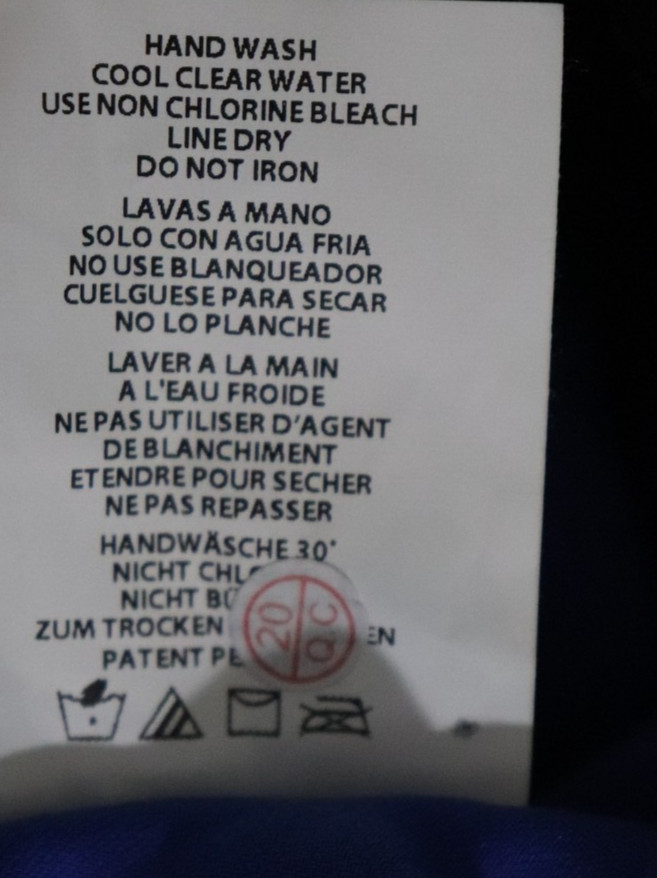 HAND WASH
COOL CLEAR WATER
USE NON CHLORINE BLEACH
LINE DRY
DO NOT IRON
LAVAS A MANO
SOLO CON AGUA FRIA
NO USE BLANQUEADOR
CUELGUESE PARA SECAR
NO LO PLANCHE
LAVER A LA MAIN
A L'EAU FROIDE
NE PAS UTILISER D'AGENT
DE BLANCHIMENT
ETENDRE POUR SECHER
NE PAS REPASSER
HANDWÄSCHE 30°
NICHT
NICHT
ZUM TROCKEN
PATENT
20
QC